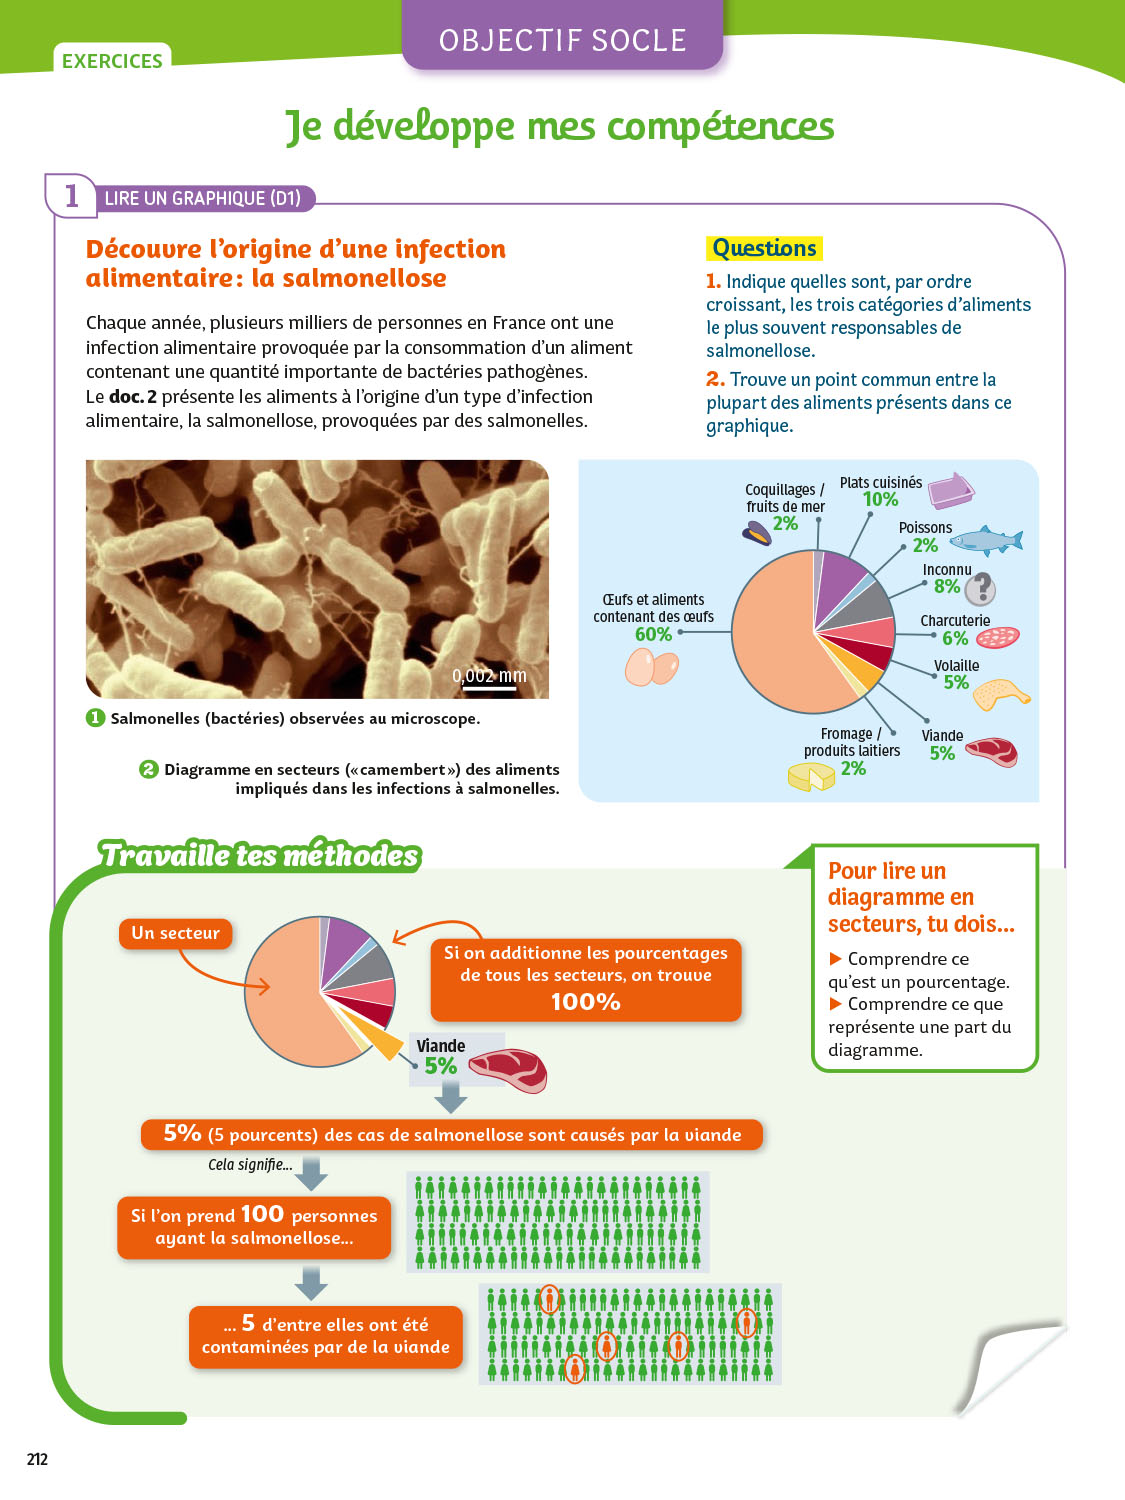 OBJECTIF SOCLE
EXERCICES
Je développe mes compétences
1
LIRE UN GRAPHIQUE (D1)
Découvre l’origine d’une infection
alimentaire : la salmonellose
Chaque année, plusieurs milliers de personnes en France ont une
infection alimentaire provoquée par la consommation d’un aliment
contenant une quantité importante de bactéries pathogènes.
Le doc. 2 présente les aliments à l’origine d’un type d’infection
alimentaire, la salmonellose, provoquées par des salmonelles.
Questions
1. Indique quelles sont, par ordre
croissant, les trois catégories d’aliments
le plus souvent responsables de
salmonellose.
2. Trouve un point commun entre la
plupart des aliments présents dans ce
graphique.
0,002 mm
1 Salmonelles (bactéries) observées au microscope.
2 Diagramme en secteurs («camembert») des aliments
impliqués dans les infections à salmonelles.
Coquillages /
fruits de mer
2%
Plats cuisinés
10%
Poissons
2%
Inconnu
8%
?
Charcuterie
6%
Volaille
5%
Viande
5%
Fromage /
produits laitiers
2%
Œufs et aliments
contenant des œufs
60%
Travaille tes méthodes
Un secteur
Si on additionne les pourcentages
de tous les secteurs, on trouve
100%
Viande
5%
5% (5 pourcents) des cas de salmonellose sont causés par la viande
Cela signifie...
Si l’on prend 100 personnes
ayant la salmonellose...
... 5 d’entre elles ont été
contaminées par de la viande
Pour lire un
diagramme en
secteurs, tu dois...
▶ Comprendre ce
qu’est un pourcentage.
▶ Comprendre ce que
représente une part du
diagramme.
212